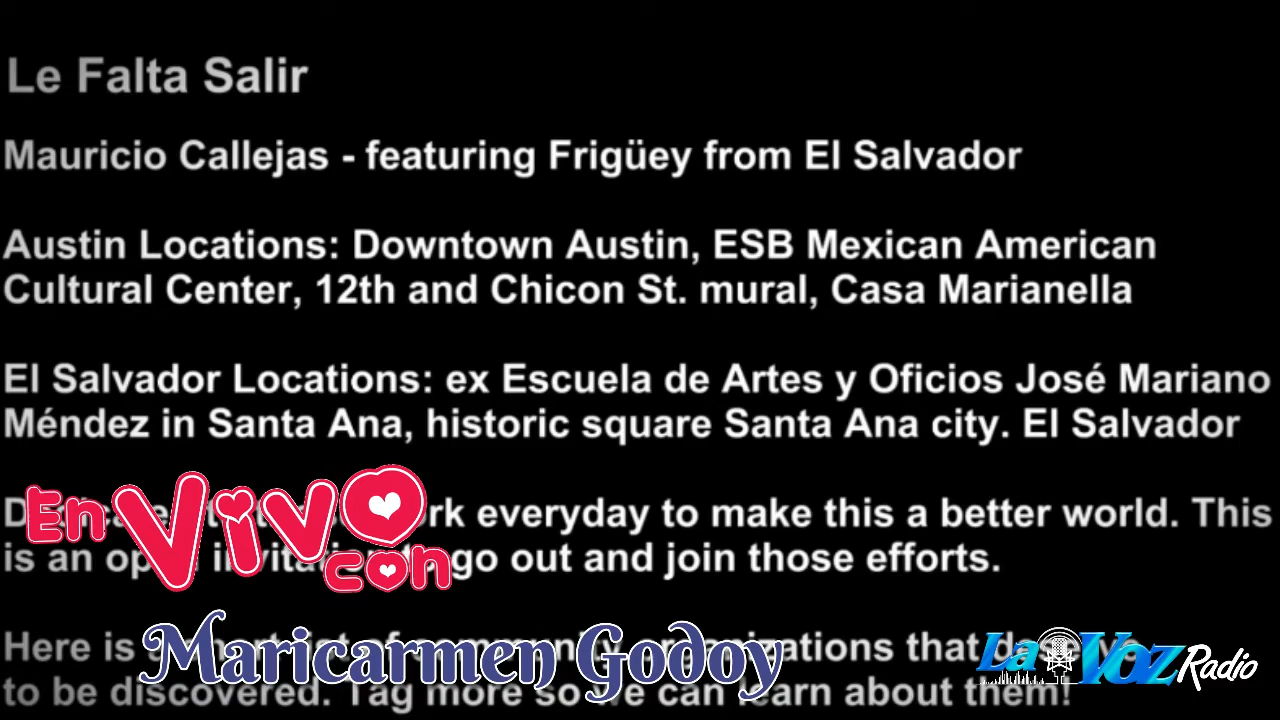 Le Falta Salir
Mauricio Callejas - featuring Frigüey from El Salvador
Austin Locations: Downtown Austin, ESB Mexican American
Cultural Center, 12th and Chicon St. mural, Casa Marianella
El Salvador Locations: ex Escuela de Artes y Oficios José Mariano
Méndez in Santa Ana, historic square Santa Ana city. El Salvador
everyday to make this a better world. This
is an go out and join those efforts.
En Vivo con
Here is of organizations that
Maricarmen Godoy
La Voz Radio
to be discovered. Tag more so we can learn about them!